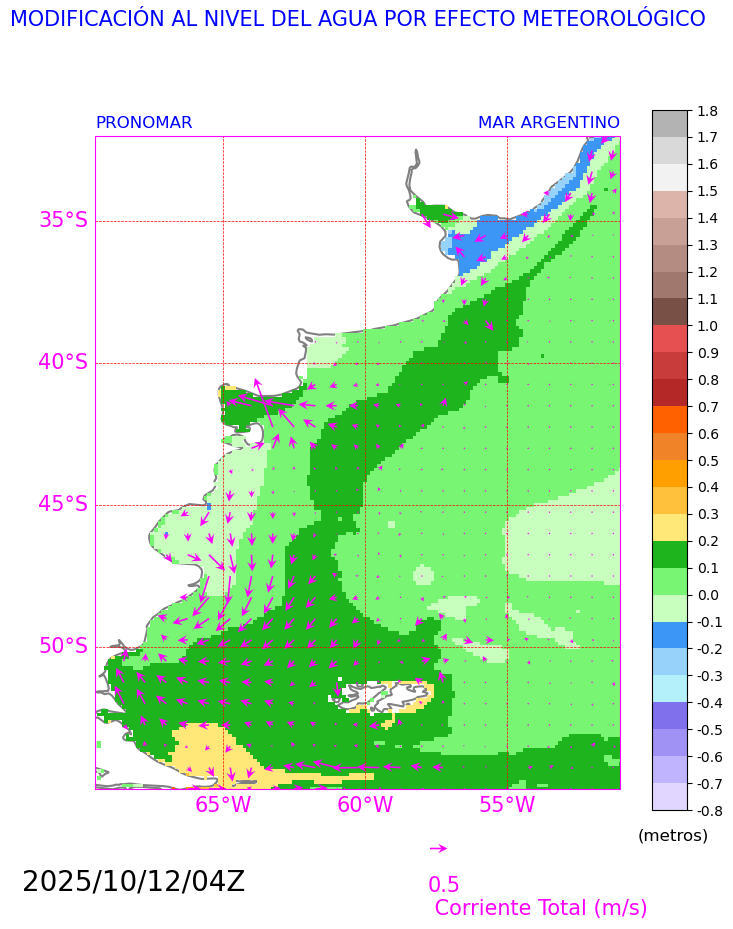 MODIFICACIÓN AL NIVEL DEL AGUA POR EFECTO METEOROLÓGICO
PRONOMAR
MAR ARGENTINO
35°S
40°S
45°S
50°S
65°W
60°W
55°W
1.8
1.7
1.6
1.5
1.4
1.3
1.2
1.1
1.0
0.9
0.8
0.7
0.6
0.5
0.4
0.3
0.2
0.1
0.0
-0.1
-0.2
-0.3
-0.4
-0.5
-0.6
-0.7
-0.8
(metros)
2025/10/12/04Z
0.5
Corriente Total (m/s)